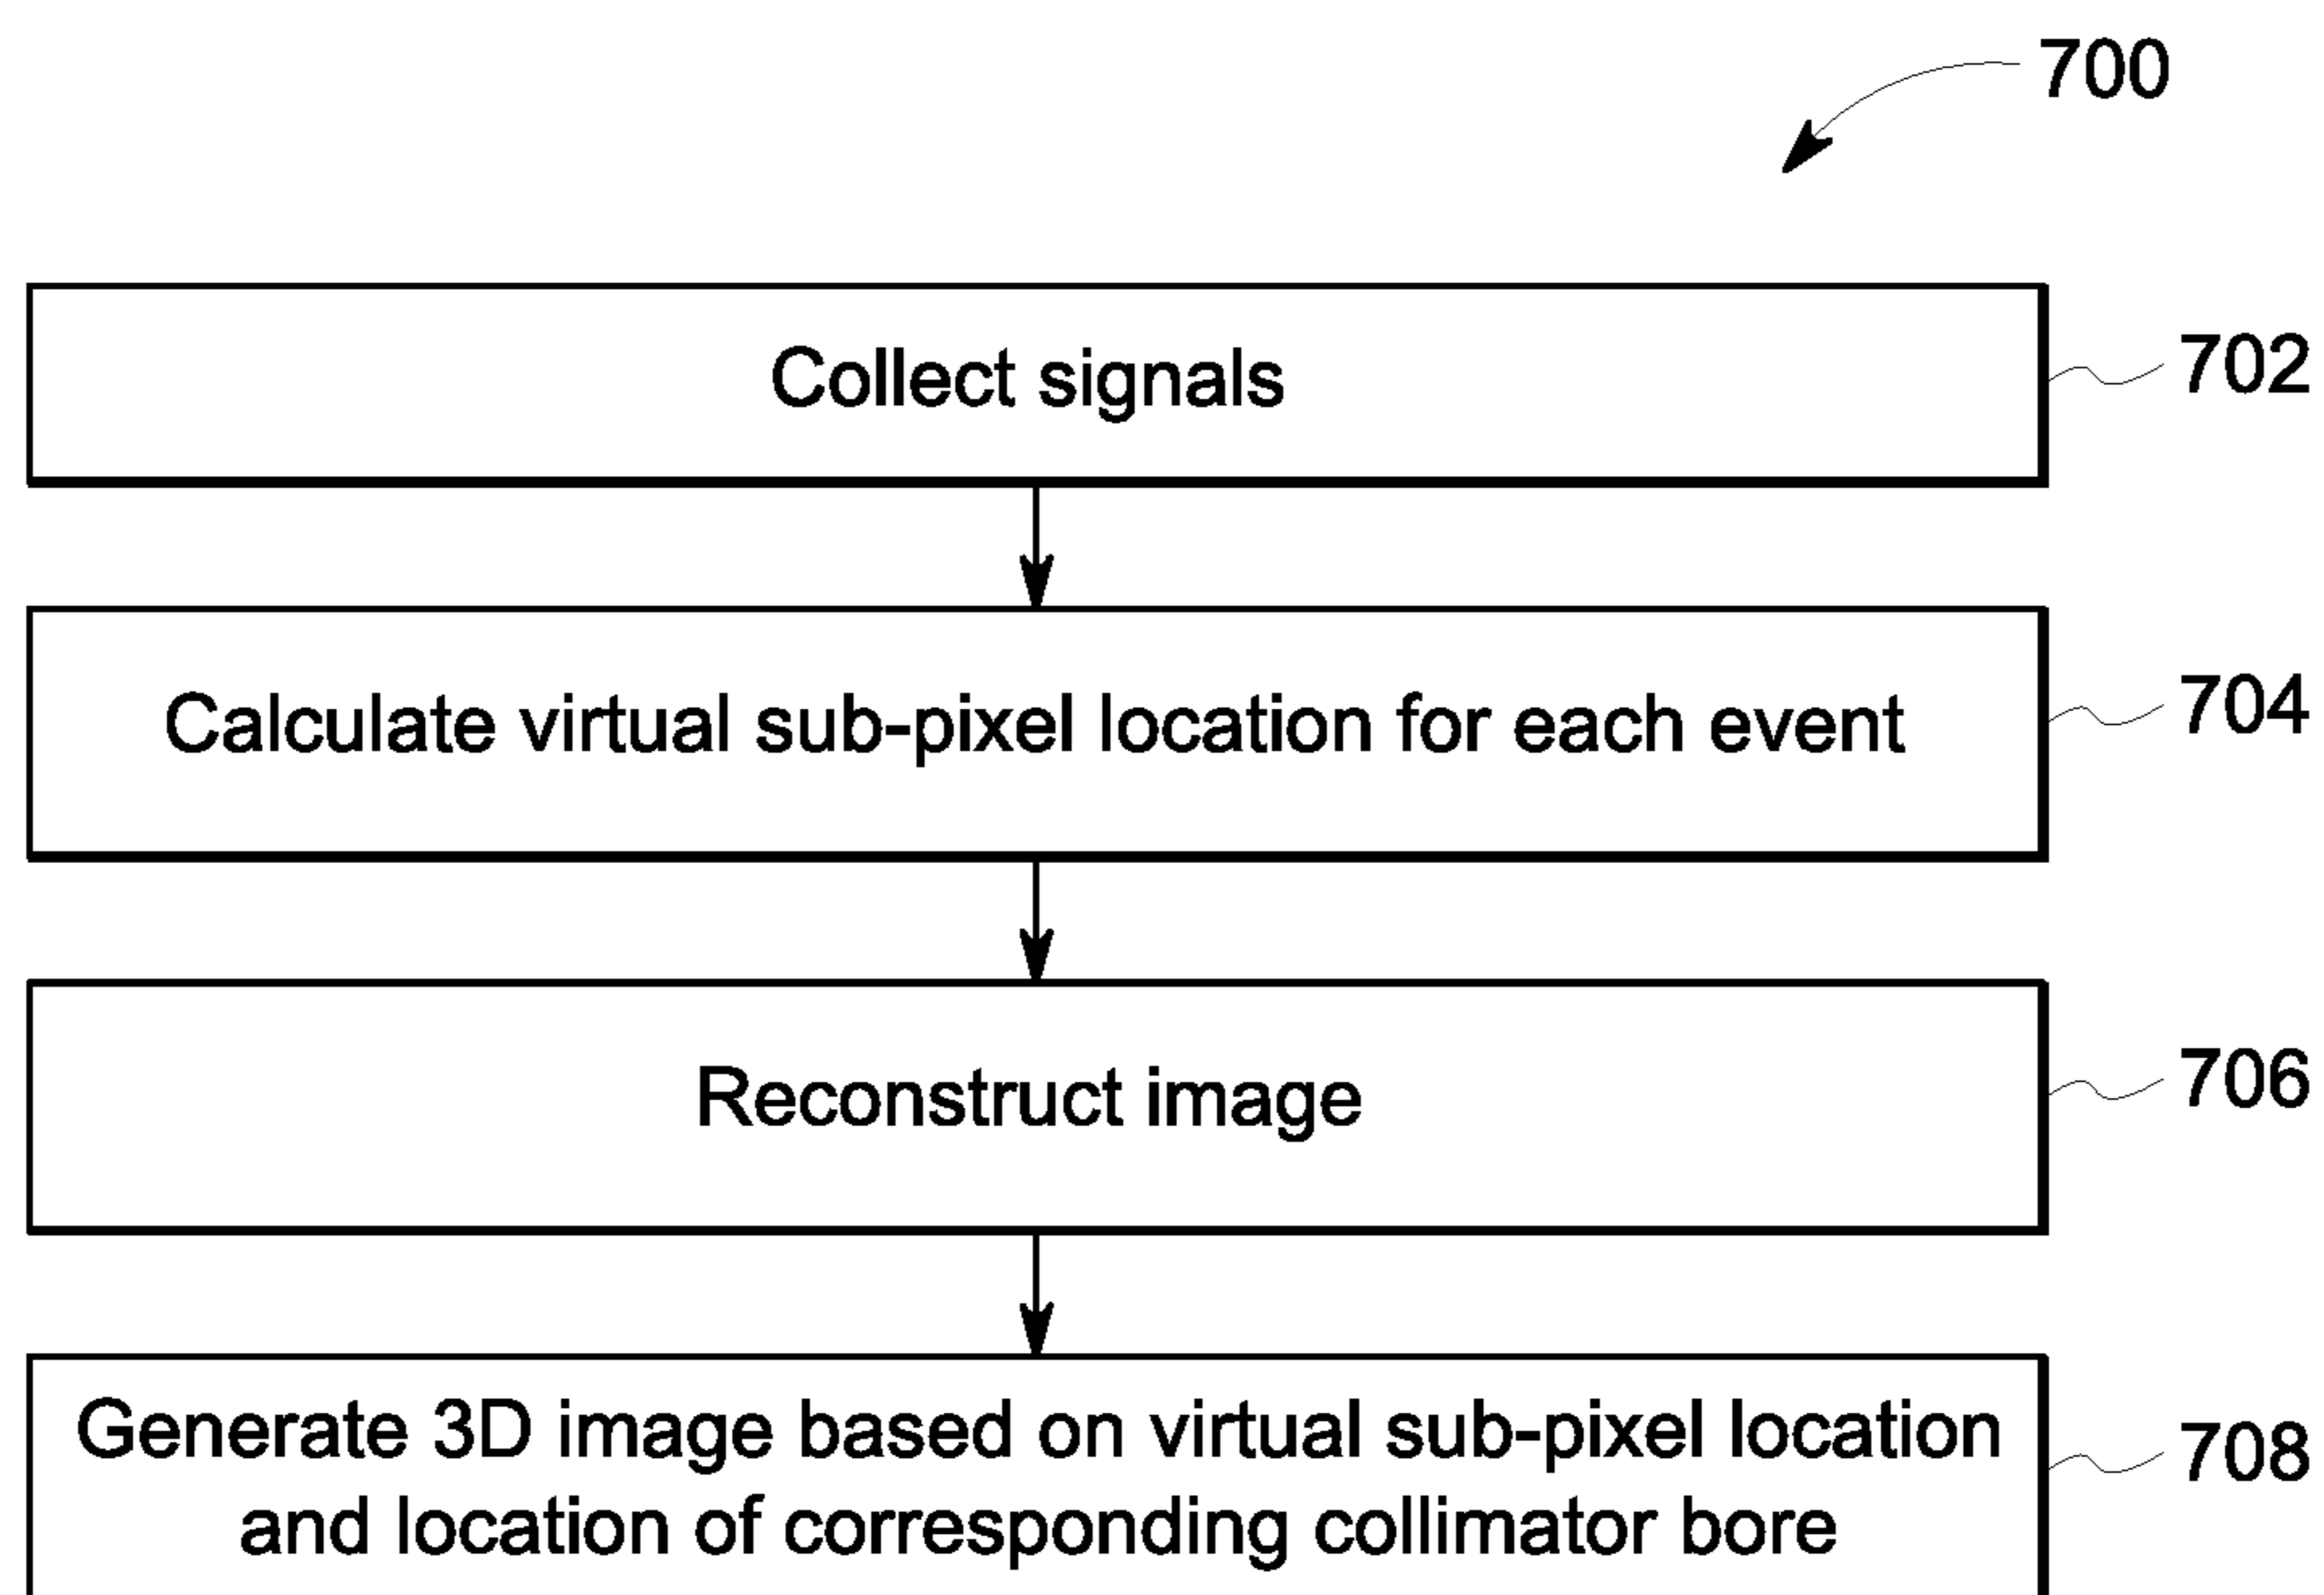 700
Collect signals
702
Calculate virtual sub-pixel location for each event
704
Reconstruct image
706
Generate 3D image based on virtual sub-pixel location
and location of corresponding collimator bore
708